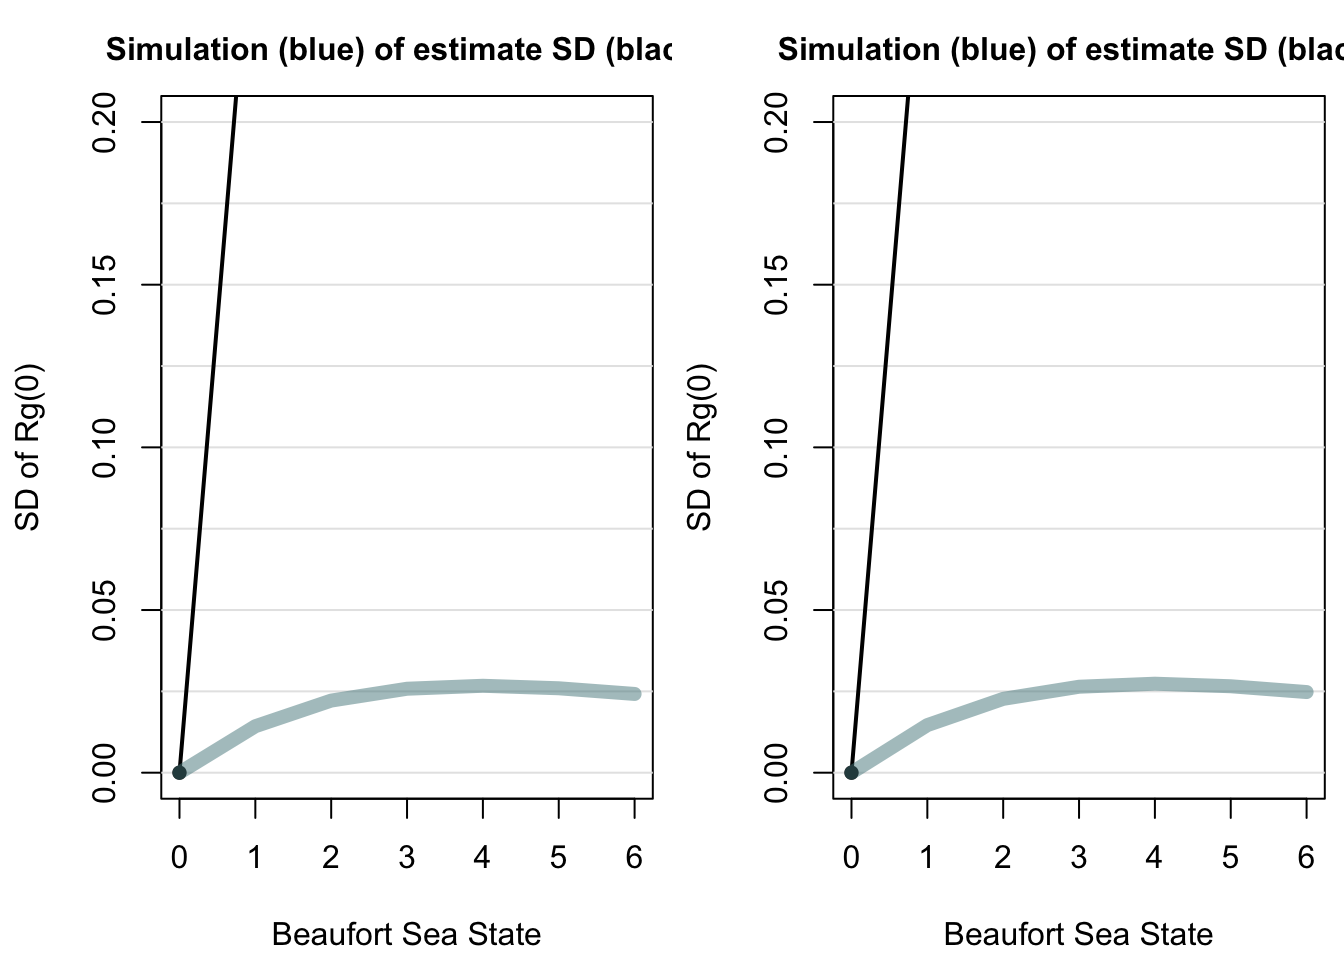 Simulation (blue) of estimate SD (blac
SD of Rg(0)
0.20
0.15
0.10
0.05
0.00
0 1 2 3 4 5 6
Beaufort Sea State
Simulation (blue) of estimate SD (blac
SD of Rg(0)
0.20
0.15
0.10
0.05
0.00
0 1 2 3 4 5 6
Beaufort Sea State